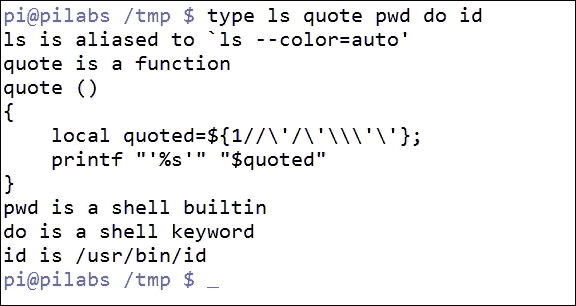 pi@pilabs /tmp $ type ls quote pwd do id
ls is aliased to `ls --color=auto'
quote is a function
quote ()
{
    local quoted=${1//\'/\'\\\'\'};
    printf "'%s'" "$quoted"
}
pwd is a shell builtin
do is a shell keyword
id is /usr/bin/id
pi@pilabs /tmp $ _